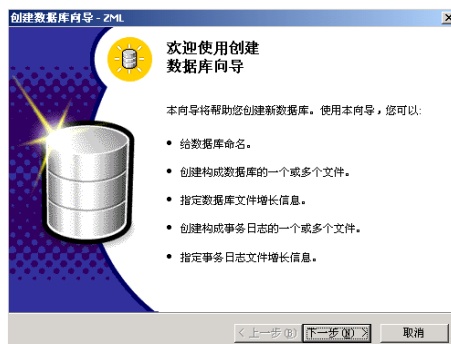 创建数据库向导 - ZML
欢迎使用创建
数据库向导
本向导将帮助您创建新数据库。使用本向导，您可以:
• 给数据库命名。
• 创建构成数据库的一个或多个文件。
• 指定数据库文件增长信息。
• 创建构成事务日志的一个或多个文件。
• 指定事务日志文件增长信息。
< 上一步(B) 下一步(N) > 取消